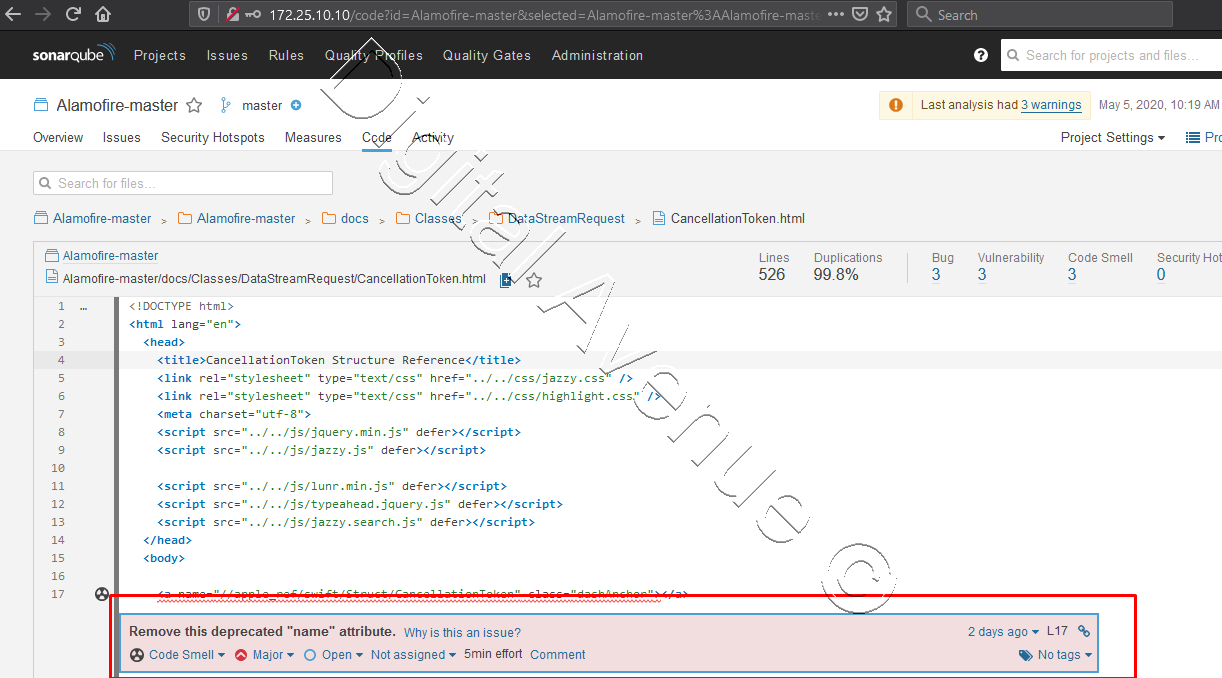 172.25.10.10/code?id=Alamofire-master&selected=Alamofire-master%3AAlamofire-maste
Search
sonarqube Projects Issues Rules Quality Profiles Quality Gates Administration
? Search for projects and files...
Alamofire-master master
Last analysis had 3 warnings May 5, 2020, 10:19 AM
Overview Issues Security Hotspots Measures Code Activity
Project Settings Pro
Search for files...
Alamofire-master > Alamofire-master > docs > Classes > DataStreamRequest > CancellationToken.html
Alamofire-master
Alamofire-master/docs/Classes/DataStreamRequest/CancellationToken.html
Lines Duplications Bug Vulnerability Code Smell Security Hot
526 99.8% 3 3 3 0
1 … <!DOCTYPE html>
2 <html lang="en">
3 <head>
4 <title>CancellationToken Structure Reference</title>
5 <link rel="stylesheet" type="text/css" href="../../css/jazzy.css" />
6 <link rel="stylesheet" type="text/css" href="../../css/highlight.css" />
7 <meta charset="utf-8">
8 <script src="../../js/jquery.min.js" defer></script>
9 <script src="../../js/jazzy.js" defer></script>
10
11 <script src="../../js/lunr.min.js" defer></script>
12 <script src="../../js/typeahead.jquery.js" defer></script>
13 <script src="../../js/jazzy.search.js" defer></script>
14 </head>
15 <body>
16
17 <a name="//apple_ref/swift/Struct/CancellationToken" class="dashAnchor"></a>
Remove this deprecated "name" attribute. Why is this an issue?
2 days ago L17
Code Smell Major Open Not assigned 5min effort Comment
No tags
Digital Avenue ©